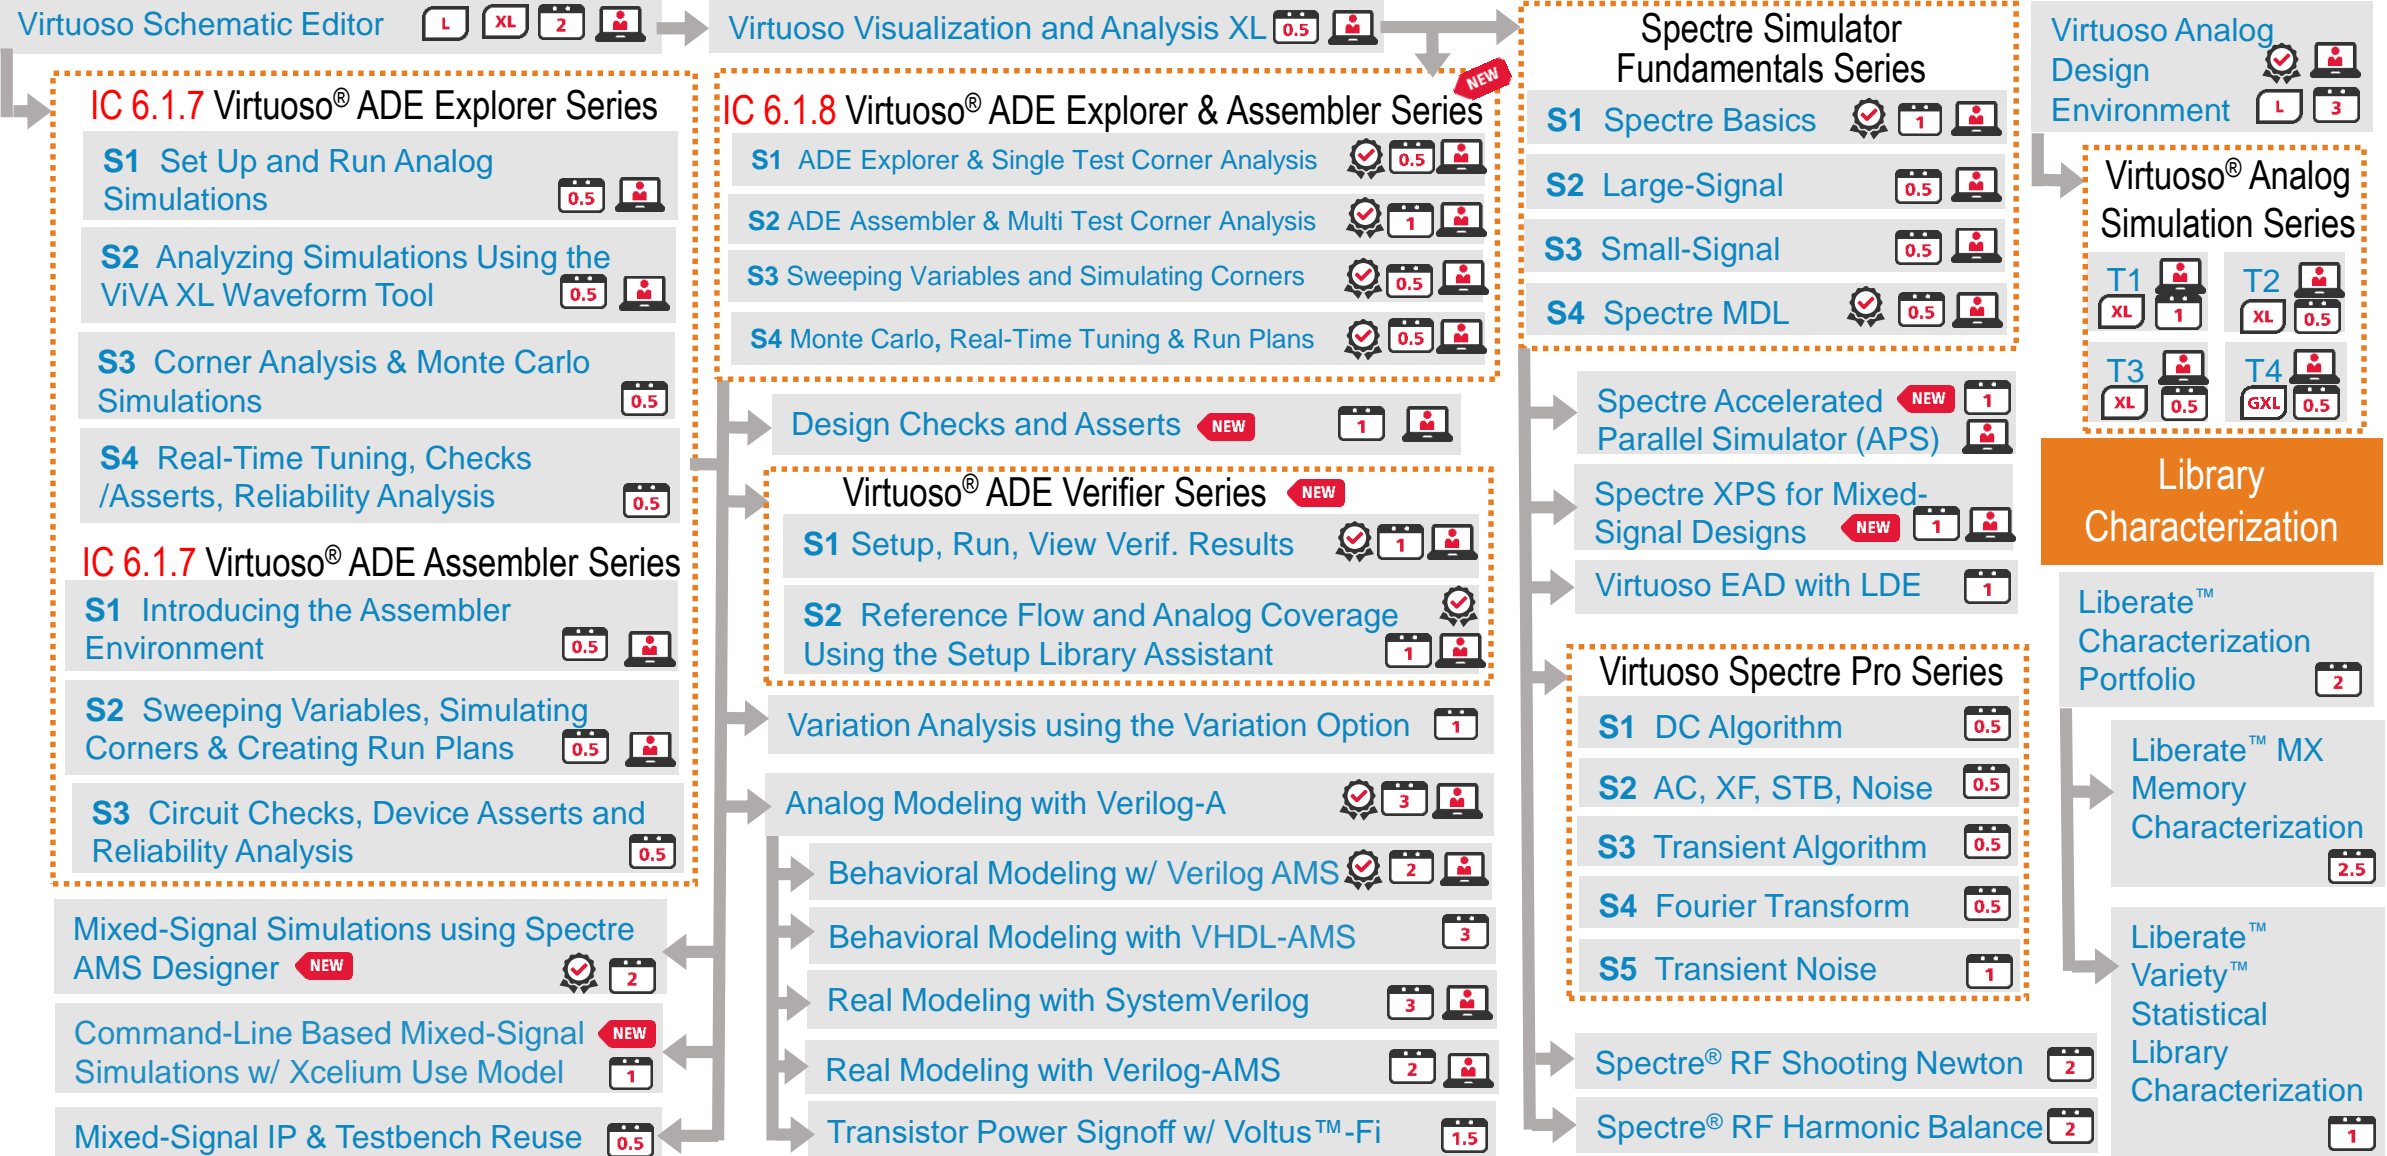 Virtuoso Schematic Editor L XL 2
Virtuoso Visualization and Analysis XL 0.5
IC 6.1.7 Virtuoso® ADE Explorer Series
S1 Set Up and Run Analog
Simulations 0.5
S2 Analyzing Simulations Using the
ViVA XL Waveform Tool 0.5
S3 Corner Analysis & Monte Carlo
Simulations 0.5
S4 Real-Time Tuning, Checks
/Asserts, Reliability Analysis 0.5
IC 6.1.7 Virtuoso® ADE Assembler Series
S1 Introducing the Assembler
Environment 0.5
S2 Sweeping Variables, Simulating
Corners & Creating Run Plans 0.5
S3 Circuit Checks, Device Asserts and
Reliability Analysis 0.5
Mixed-Signal Simulations using Spectre
AMS Designer NEW 2
Command-Line Based Mixed-Signal NEW
Simulations w/ Xcelium Use Model 1
Mixed-Signal IP & Testbench Reuse 0.5
NEW
IC 6.1.8 Virtuoso® ADE Explorer & Assembler Series
S1 ADE Explorer & Single Test Corner Analysis 0.5
S2 ADE Assembler & Multi Test Corner Analysis 1
S3 Sweeping Variables and Simulating Corners 0.5
S4 Monte Carlo, Real-Time Tuning & Run Plans 0.5
Design Checks and Asserts NEW 1
Virtuoso® ADE Verifier Series NEW
S1 Setup, Run, View Verif. Results 1
S2 Reference Flow and Analog Coverage
Using the Setup Library Assistant 1
Variation Analysis using the Variation Option 1
Analog Modeling with Verilog-A 3
Behavioral Modeling w/ Verilog AMS 2
Behavioral Modeling with VHDL-AMS 3
Real Modeling with SystemVerilog 3
Real Modeling with Verilog-AMS 2
Transistor Power Signoff w/ Voltus™-Fi 1.5
Spectre Simulator
Fundamentals Series
S1 Spectre Basics 1
S2 Large-Signal 0.5
S3 Small-Signal 0.5
S4 Spectre MDL 0.5
Spectre Accelerated NEW 1
Parallel Simulator (APS)
Spectre XPS for Mixed-
Signal Designs NEW 1
Virtuoso EAD with LDE 1
Virtuoso Spectre Pro Series
S1 DC Algorithm 0.5
S2 AC, XF, STB, Noise 0.5
S3 Transient Algorithm 0.5
S4 Fourier Transform 0.5
S5 Transient Noise 1
Spectre® RF Shooting Newton 2
Spectre® RF Harmonic Balance 2
Virtuoso Analog
Design
Environment L 3
Virtuoso® Analog
Simulation Series
T1 XL 1
T2 XL 0.5
T3 XL 0.5
T4 GXL 0.5
Library
Characterization
Liberate™
Characterization
Portfolio 2
Liberate™ MX
Memory
Characterization
2.5
Liberate™
Variety™
Statistical
Library
Characterization
1